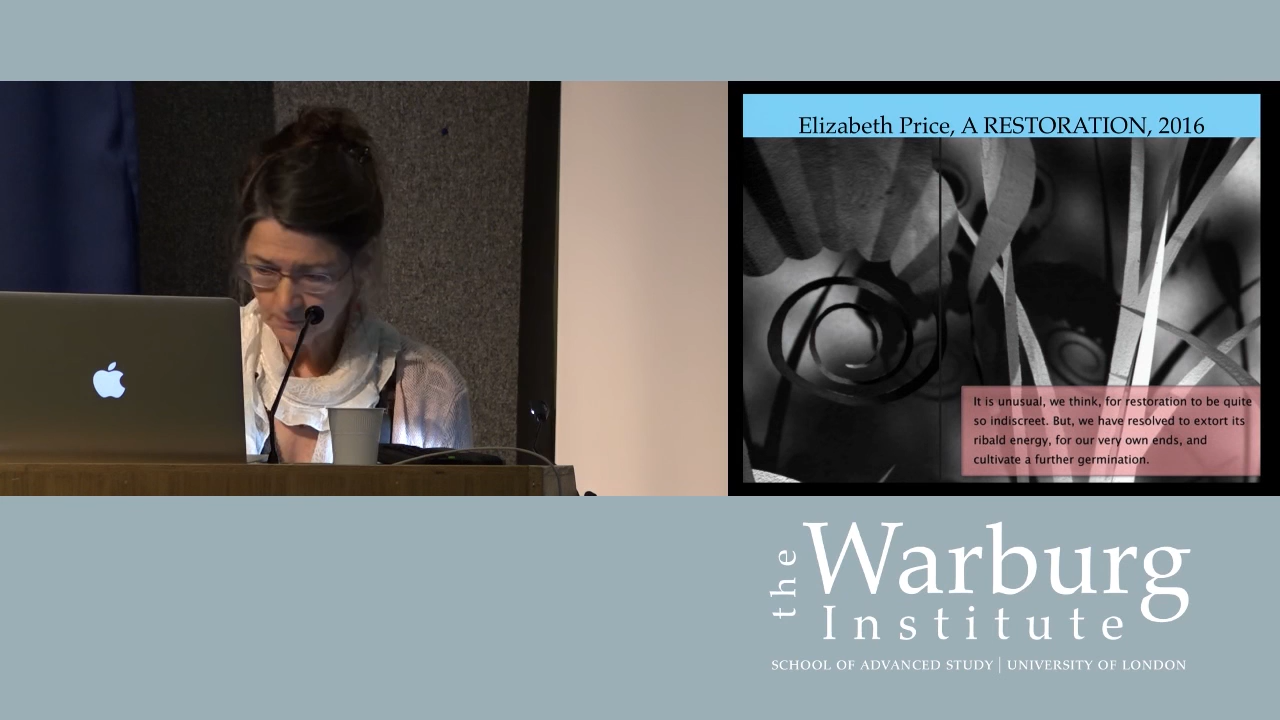 Elizabeth Price, A RESTORATION, 2016
It is unusual, we think, for restoration to be quite
so indiscreet. But, we have resolved to extort its
ribald energy, for our very own ends, and
cultivate a further germination.
the Warburg
Institute
SCHOOL OF ADVANCED STUDY | UNIVERSITY OF LONDON